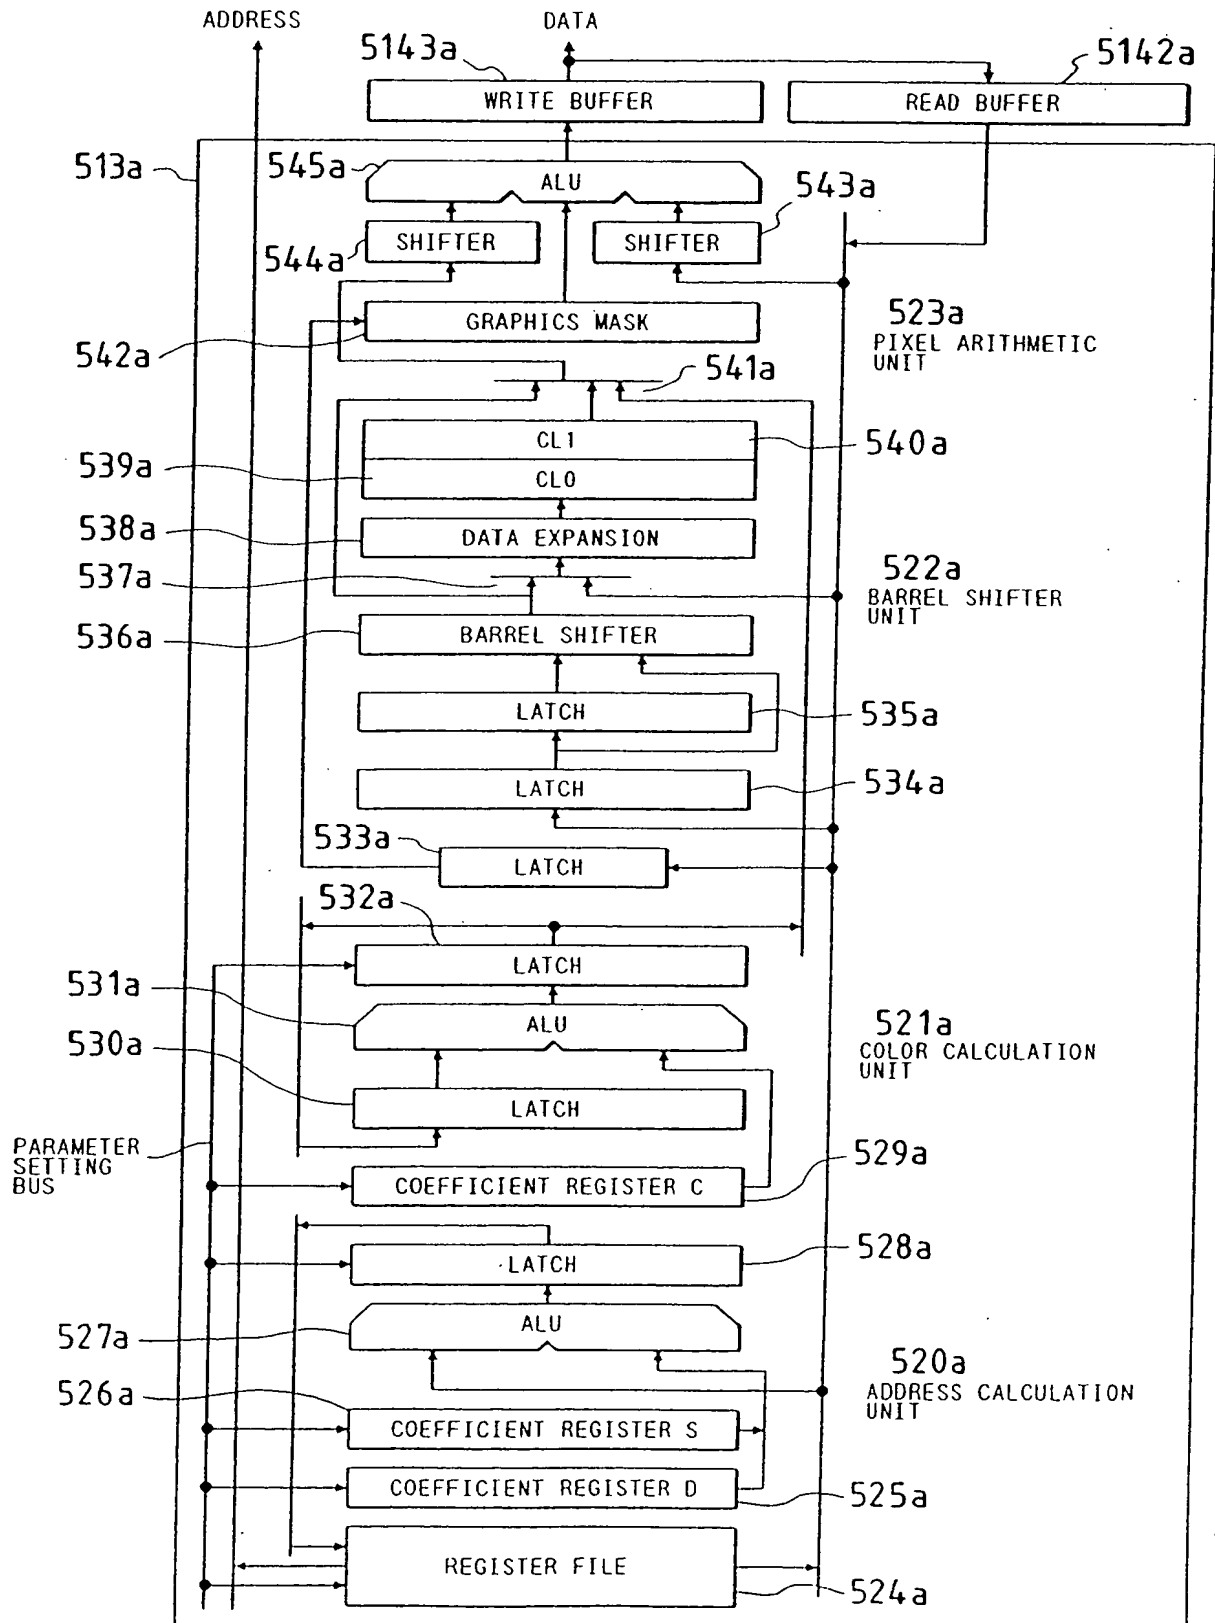 ADDRESS
DATA
5143a
5142a
WRITE BUFFER
READ BUFFER
513a
545a
ALU
543a
SHIFTER
SHIFTER
544a
GRAPHICS MASK
523a
PIXEL ARITHMETIC
UNIT
542a
541a
CL1
540a
539a
CL0
538a
DATA EXPANSION
537a
522a
BARREL SHIFTER
UNIT
536a
BARREL SHIFTER
LATCH
535a
LATCH
534a
533a
LATCH
532a
LATCH
531a
ALU
521a
COLOR CALCULATION
UNIT
530a
LATCH
PARAMETER
SETTING
BUS
529a
COEFFICIENT REGISTER C
528a
LATCH
527a
ALU
520a
ADDRESS CALCULATION
UNIT
526a
COEFFICIENT REGISTER S
COEFFICIENT REGISTER D
525a
REGISTER FILE
524a